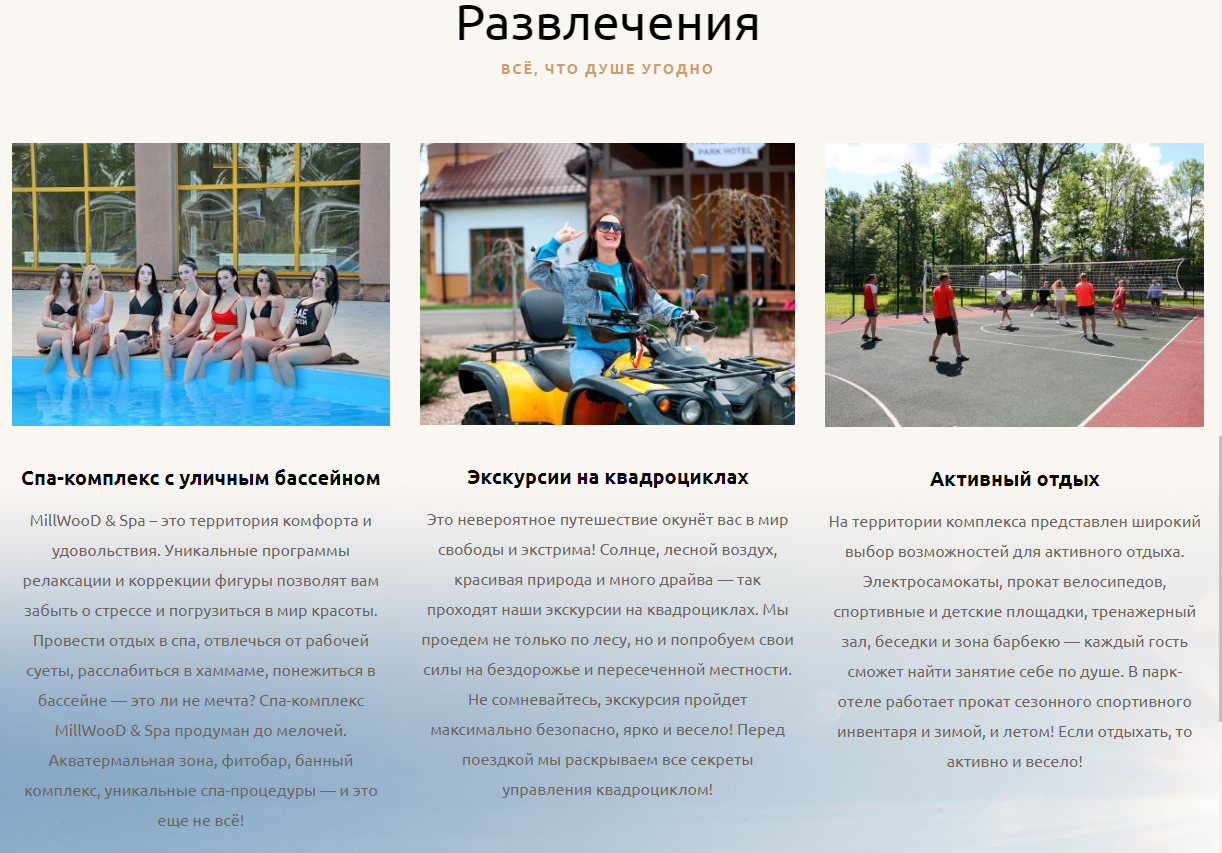 Развлечения
ВСЁ, ЧТО ДУШЕ УГОДНО
BAE
PARK HOTEL
Спа-комплекс с уличным бассейном
MillWooD & Spa – это территория комфорта и
удовольствия. Уникальные программы
релаксации и коррекции фигуры позволят вам
забыть о стрессе и погрузиться в мир красоты.
Провести отдых в спа, отвлечься от рабочей
суеты, расслабиться в хаммаме, понежиться в
бассейне — это ли не мечта? Спа-комплекс
MillWooD & Spa продуман до мелочей.
Акватермальная зона, фитобар, банный
комплекс, уникальные спа-процедуры — и это
еще не всё!
Экскурсии на квадроциклах
Это невероятное путешествие окунёт вас в мир
свободы и экстрима! Солнце, лесной воздух,
красивая природа и много драйва — так
проходят наши экскурсии на квадроциклах. Мы
проедем не только по лесу, но и попробуем свои
силы на бездорожье и пересеченной местности.
Не сомневайтесь, экскурсия пройдет
максимально безопасно, ярко и весело! Перед
поездкой мы раскрываем все секреты
управления квадроциклом!
Активный отдых
На территории комплекса представлен широкий
выбор возможностей для активного отдыха.
Электросамокаты, прокат велосипедов,
спортивные и детские площадки, тренажерный
зал, беседки и зона барбекю — каждый гость
сможет найти занятие себе по душе. В парк-
отеле работает прокат сезонного спортивного
инвентаря и зимой, и летом! Если отдыхать, то
активно и весело!